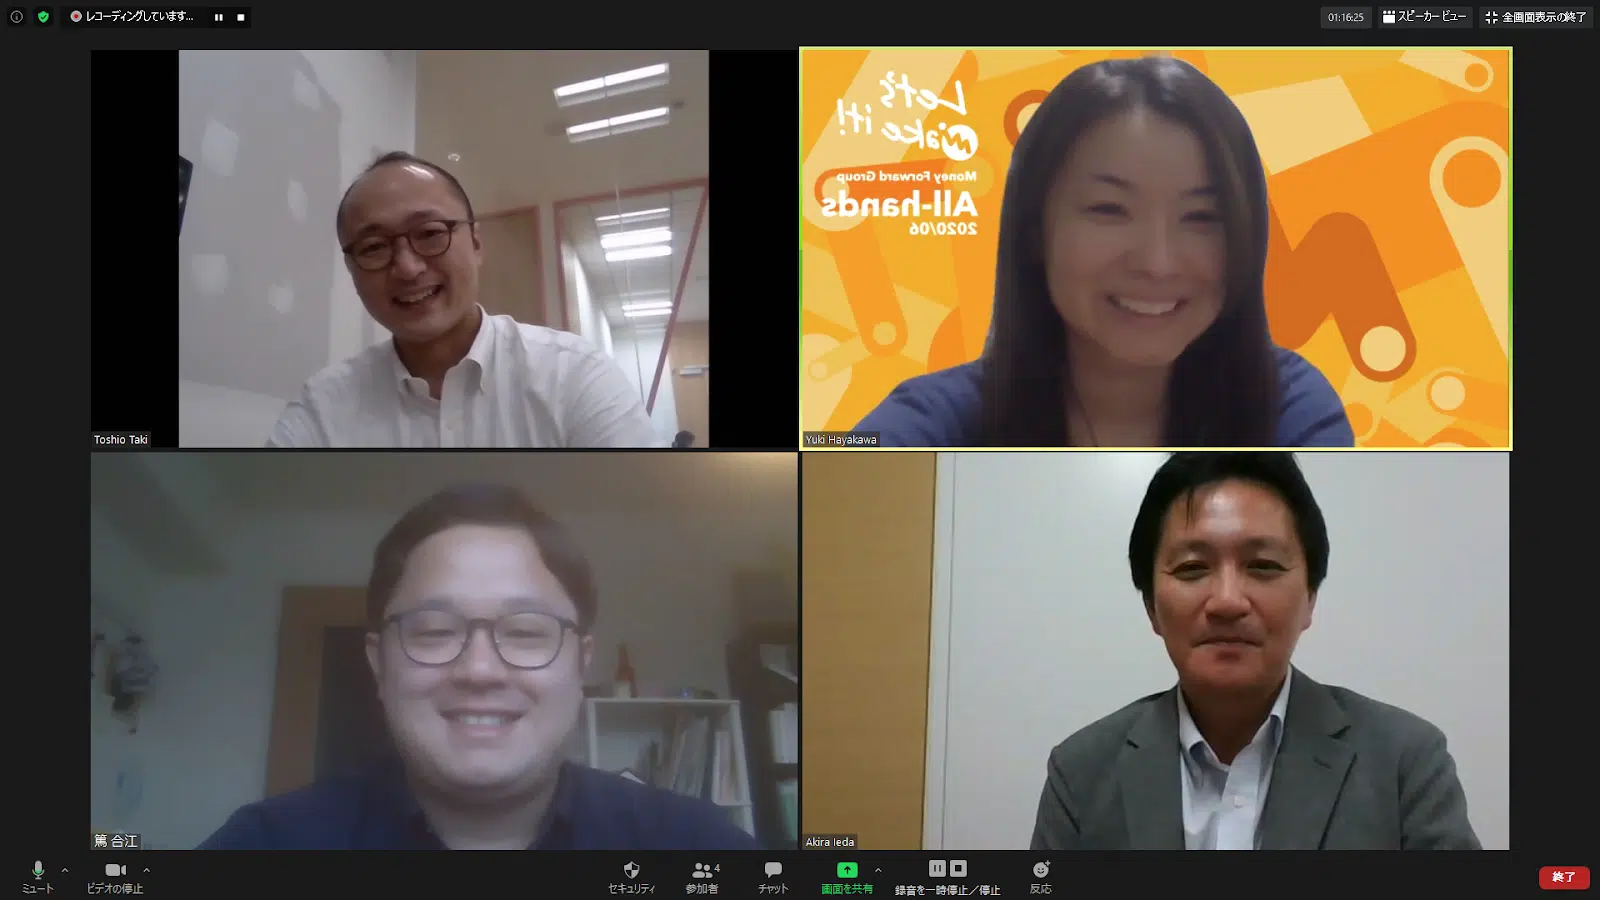 レコーディングしています...
01:16:25
スピーカー ビュー
全画面表示の終了
Let's
Make it!
Money Forward Group
All-hands
2020/06
Toshio Taki
Yuki Hayakawa
篤 合江
Akira Ieda
ミュート
ビデオの停止
セキュリティ
参加者
4
チャット
画面を共有
録音を一時停止／停止
反応
終了